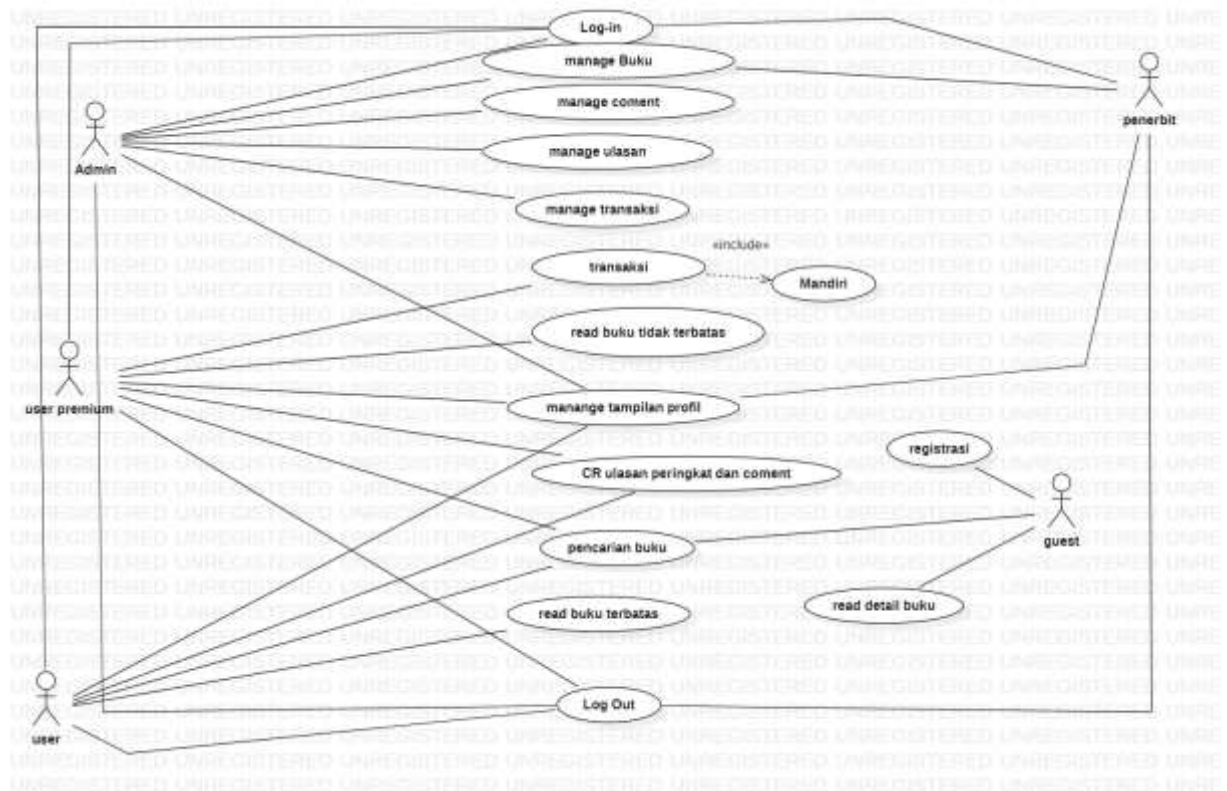 Log-in
manage Buku
manage coment
penerbit
manage ulasan
Admin
manage transaksi
«include»
transaksi
Mandiri
read buku tidak terbatas
user premium
manange tampilan profil
registrasi
CR ulasan peringkat dan coment
guest
pencarian buku
read detail buku
read buku terbatas
Log Out
user
UNREGISTERED